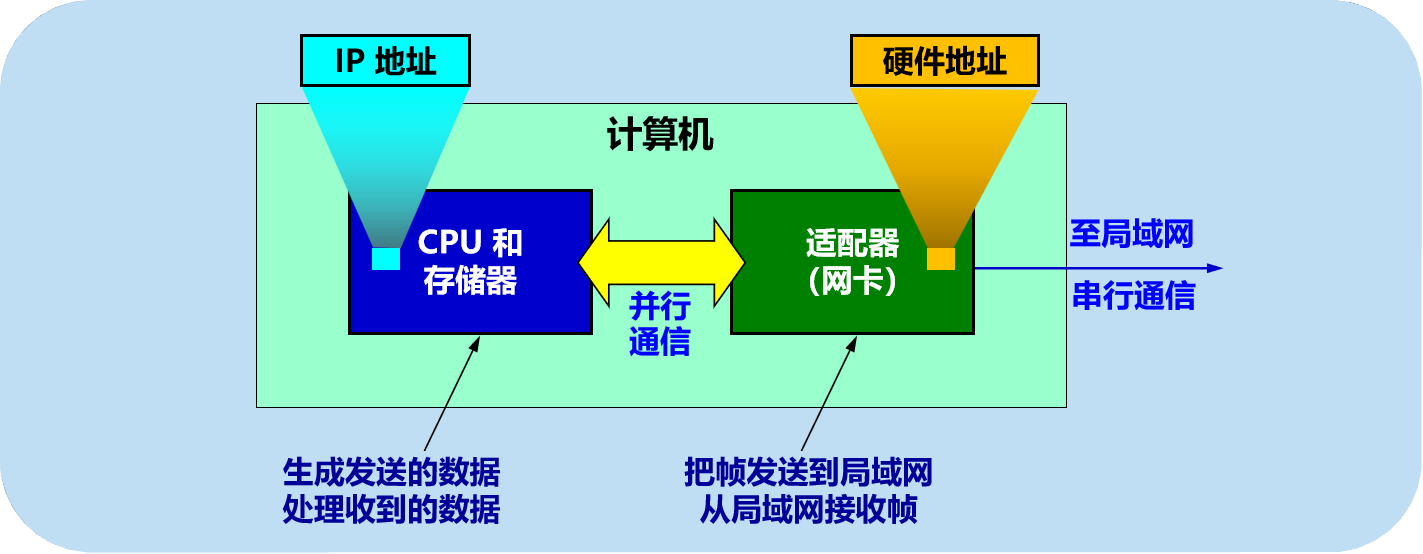 IP 地址
硬件地址
计算机
CPU 和
存储器
适配器
(网卡)
并行
通信
至局域网
串行通信
生成发送的数据
处理收到的数据
把帧发送到局域网
从局域网接收帧